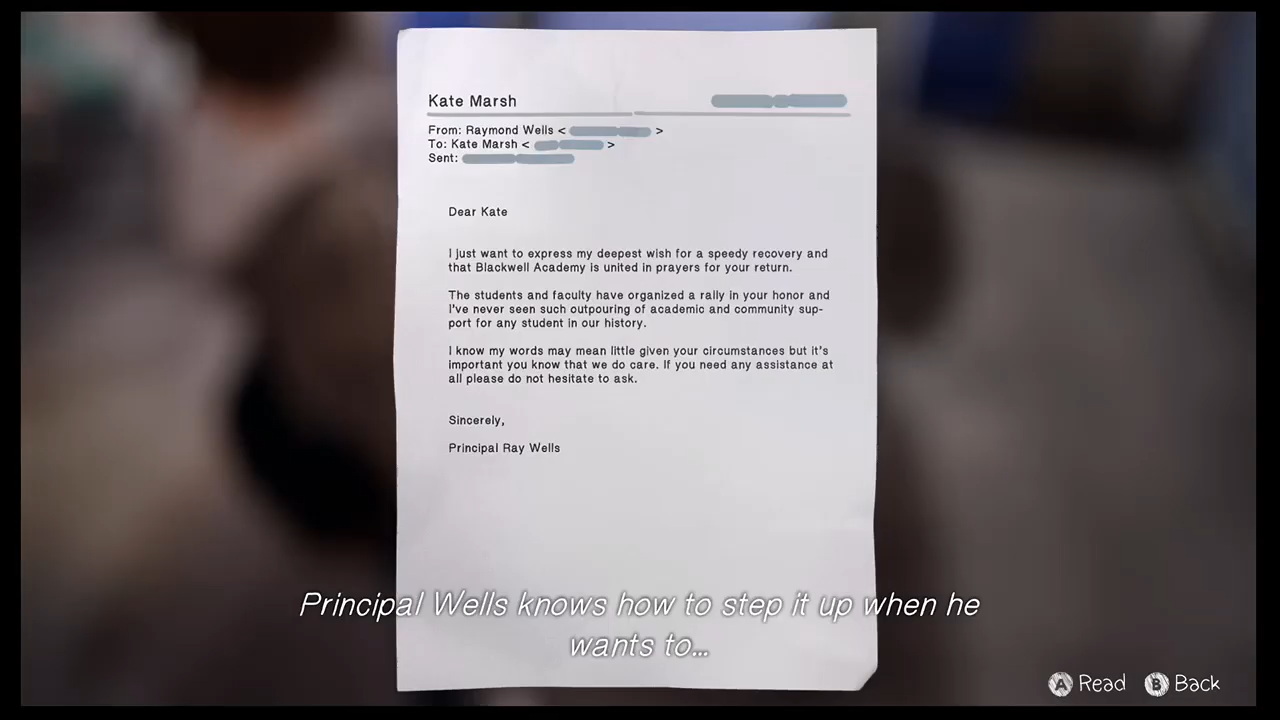 Kate Marsh
From: Raymond Wells < >
To: Kate Marsh < >
Sent:
Dear Kate
I just want to express my deepest wish for a speedy recovery and
that Blackwell Academy is united in prayers for your return.
The students and faculty have organized a rally in your honor and
I've never seen such outpouring of academic and community sup-
port for any student in our history.
I know my words may mean little given your circumstances but it's
important you know that we do care. If you need any assistance at
all please do not hesitate to ask.
Sincerely,
Principal Ray Wells
Principal Wells knows how to step it up when he
wants to...
A Read B Back